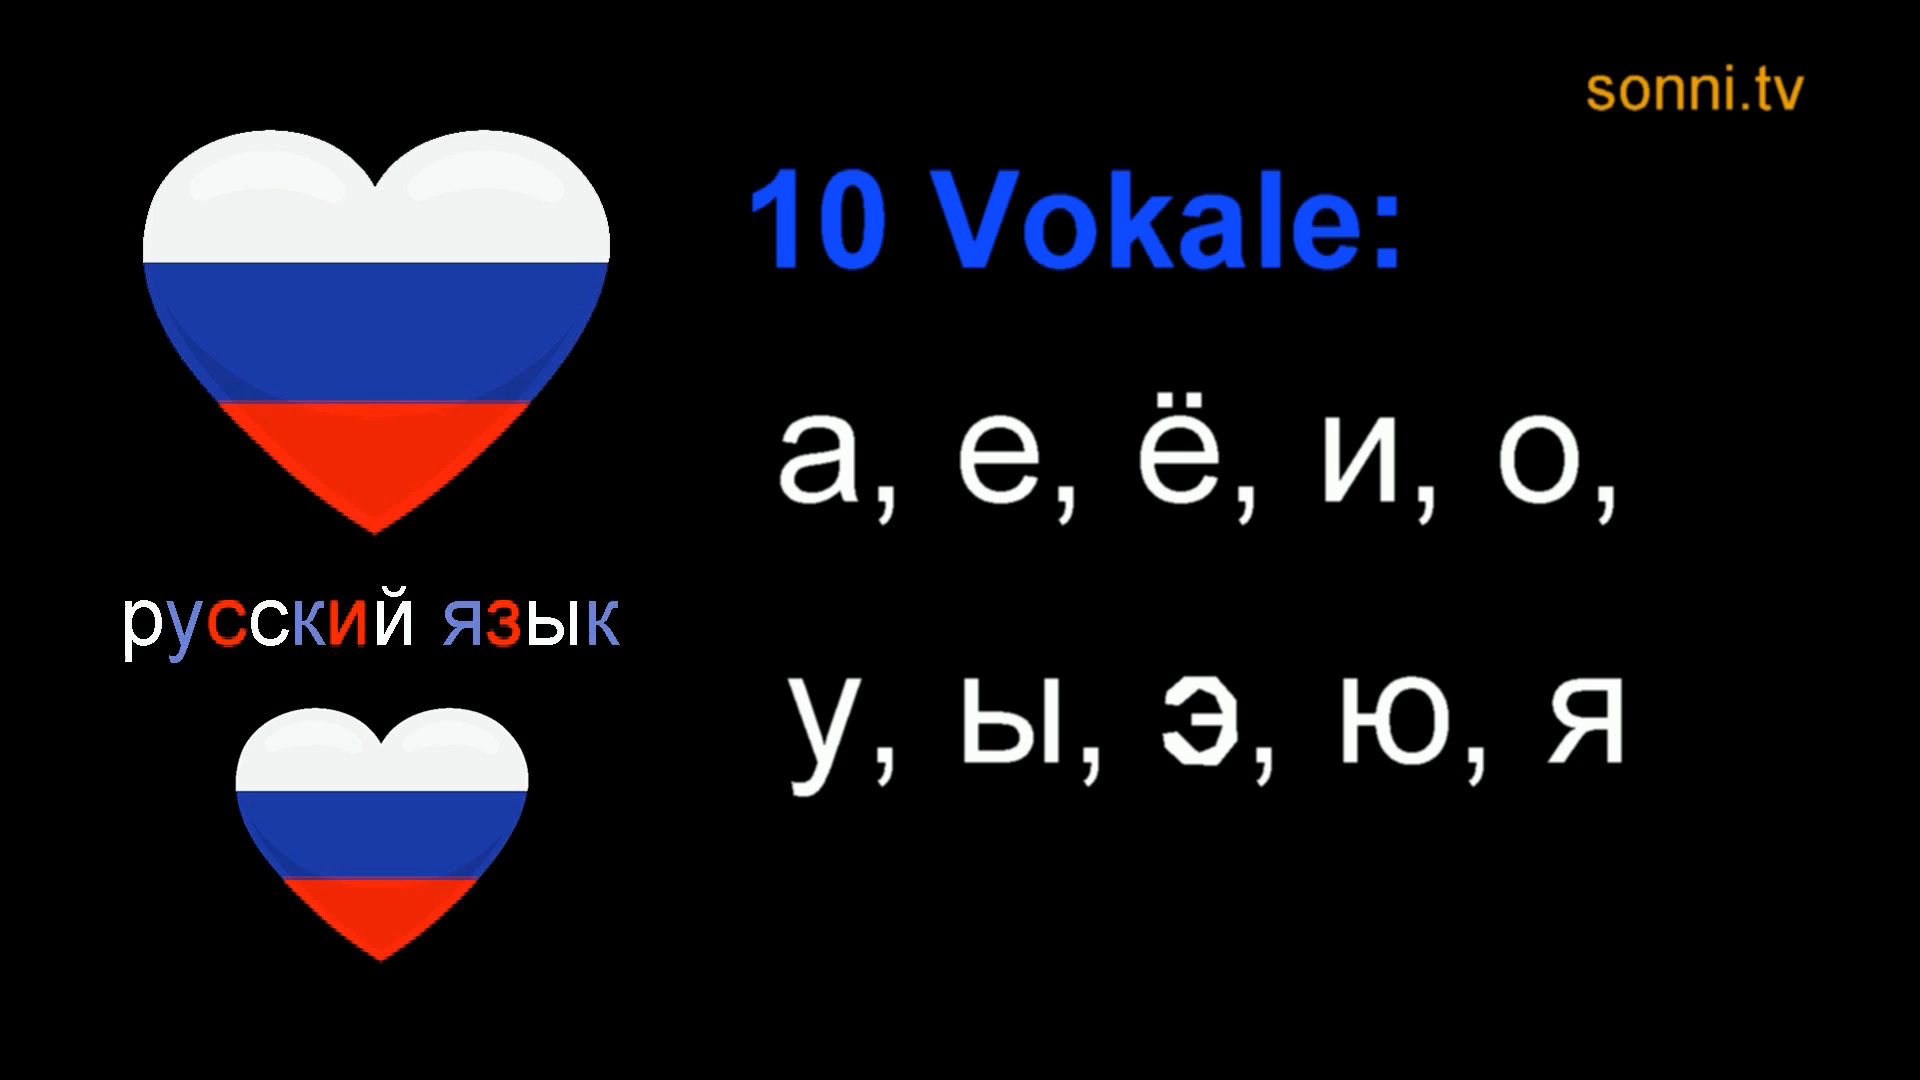 sonni.tv
10 Vokale:
а, е, ё, и, о,
у, ы, э, ю, я
русский язык